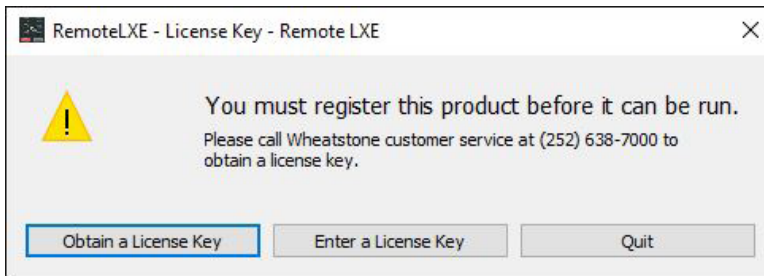 RemoteLXE - License Key - Remote LXE
You must register this product before it can be run.
Please call Wheatstone customer service at (252) 638-7000 to
obtain a license key.
Obtain a License Key
Enter a License Key
Quit